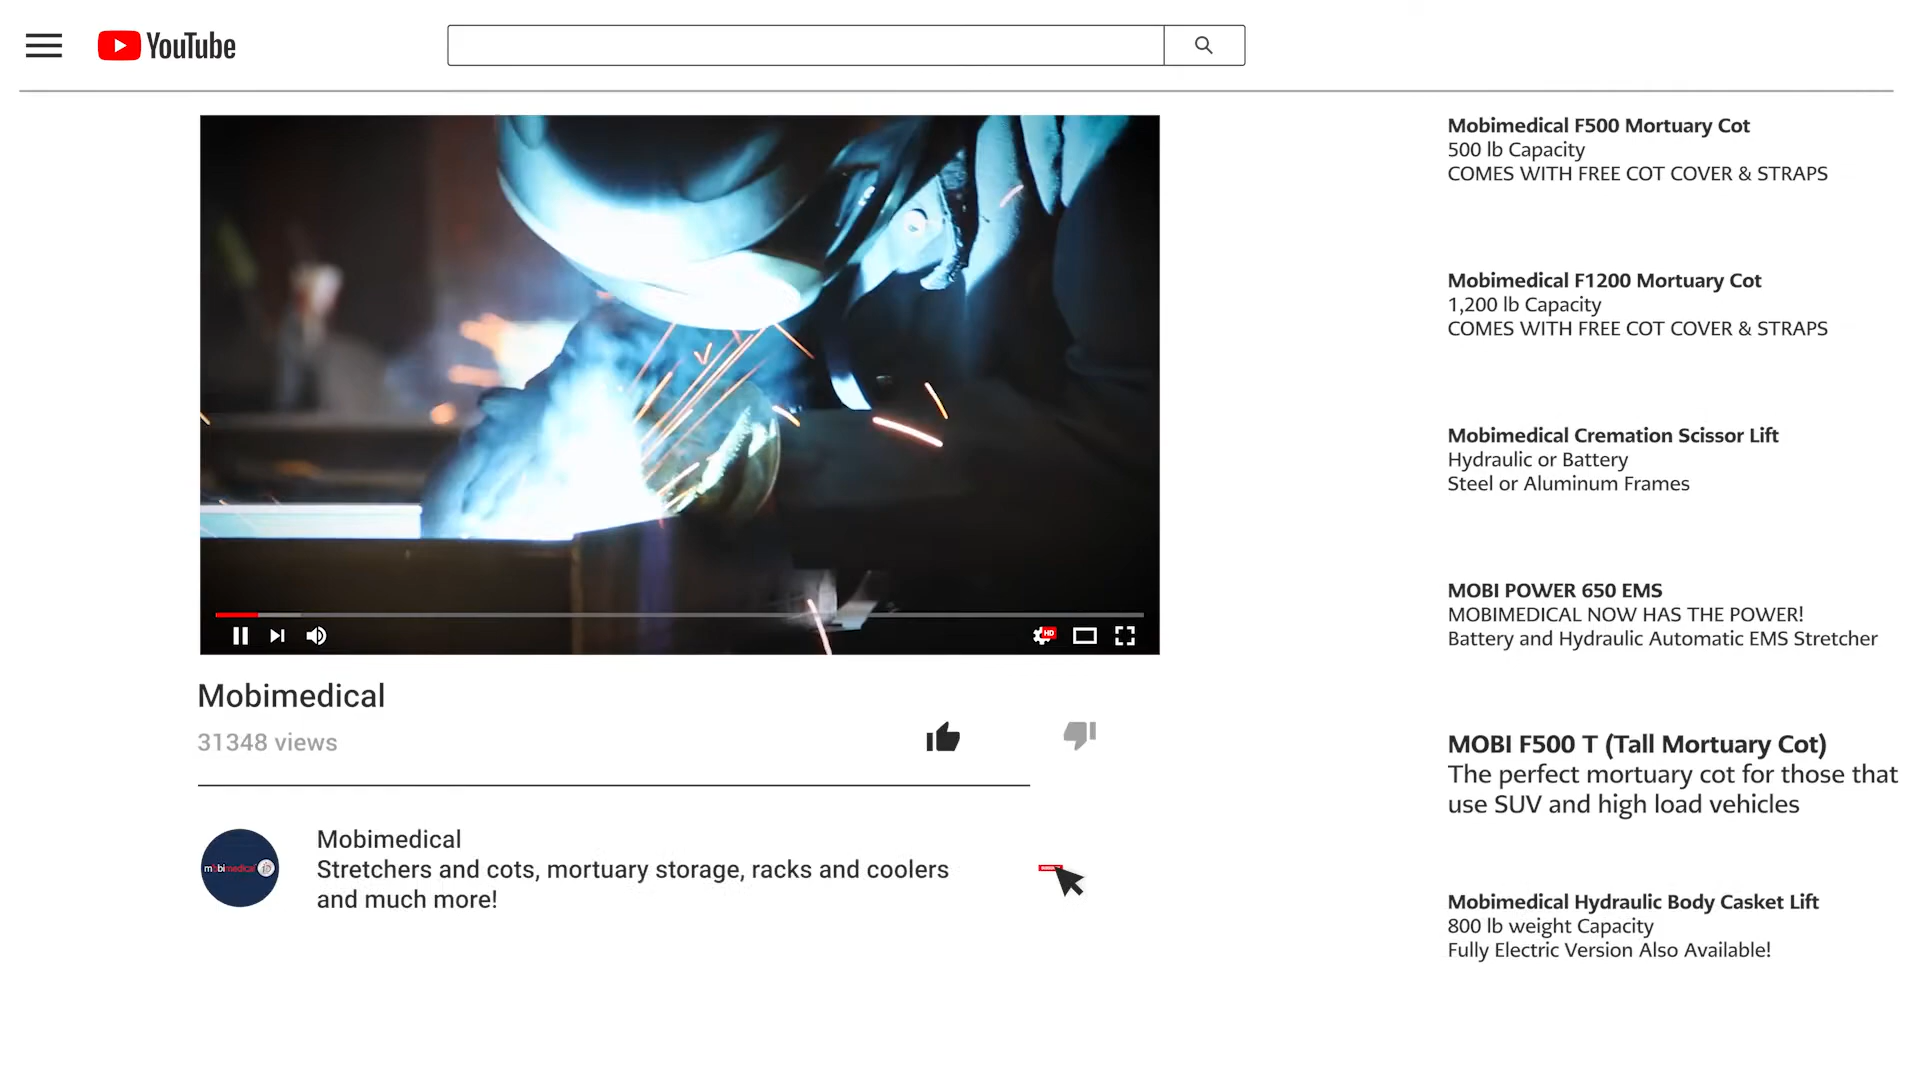 YouTube
Mobimedical F500 Mortuary Cot
500 lb Capacity
COMES WITH FREE COT COVER & STRAPS
Mobimedical F1200 Mortuary Cot
1,200 lb Capacity
COMES WITH FREE COT COVER & STRAPS
Mobimedical Cremation Scissor Lift
Hydraulic or Battery
Steel or Aluminum Frames
MOBI POWER 650 EMS
MOBIMEDICAL NOW HAS THE POWER!
Battery and Hydraulic Automatic EMS Stretcher
MOBI F500 T (Tall Mortuary Cot)
The perfect mortuary cot for those that
use SUV and high load vehicles
Mobimedical Hydraulic Body Casket Lift
800 lb weight Capacity
Fully Electric Version Also Available!
HD
Mobimedical
31348 views
mobimedical
Mobimedical
Stretchers and cots, mortuary storage, racks and coolers
and much more!